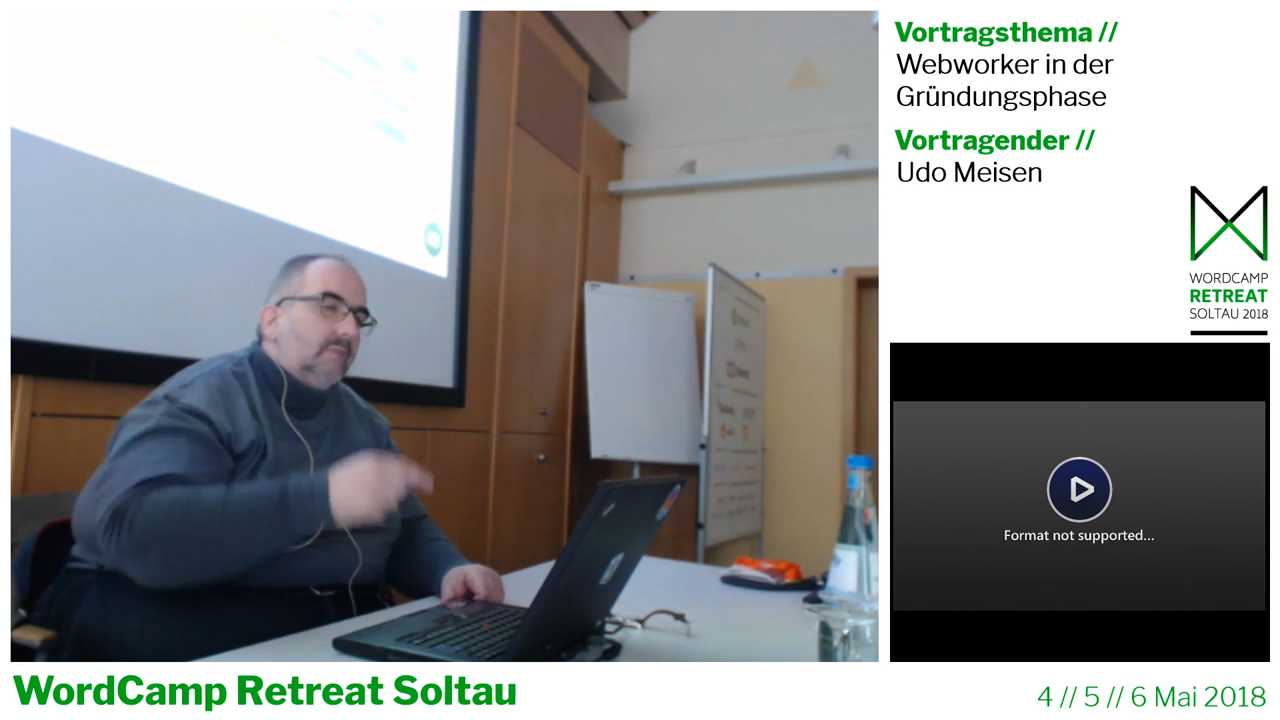 Vortragsthema //
Webworker in der
Gründungsphase
Vortragender //
Udo Meisen
WORDCAMP
RETREAT
SOLTAU 2018
Format not supported...
WordCamp Retreat Soltau
4 // 5 // 6 Mai 2018